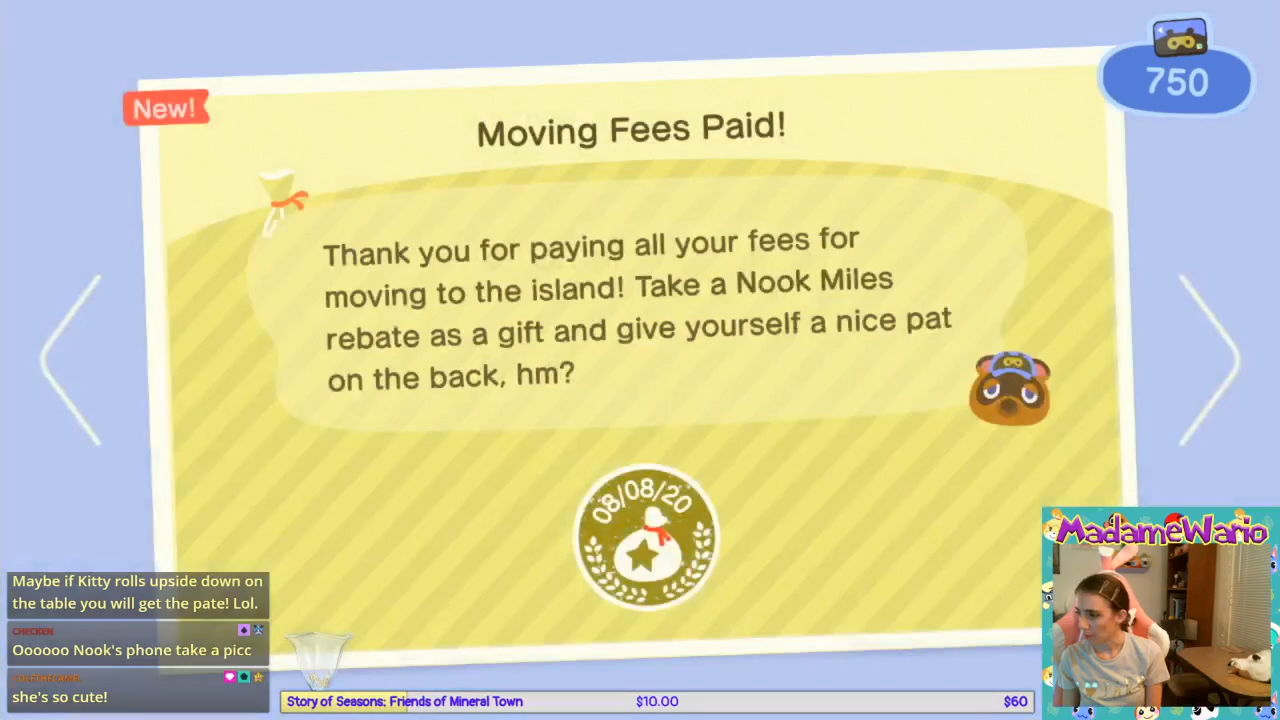 750
New!
Moving Fees Paid!
Thank you for paying all your fees for
moving to the island! Take a Nook Miles
rebate as a gift and give yourself a nice pat
on the back, hm?
08/08/20
MadameWario
Maybe if Kitty rolls upside down on
the table you will get the pate! Lol.
CHECKEN
Oooooo Nook's phone take a picc
she's so cute!
Story of Seasons: Friends of Mineral Town
$10.00
$60